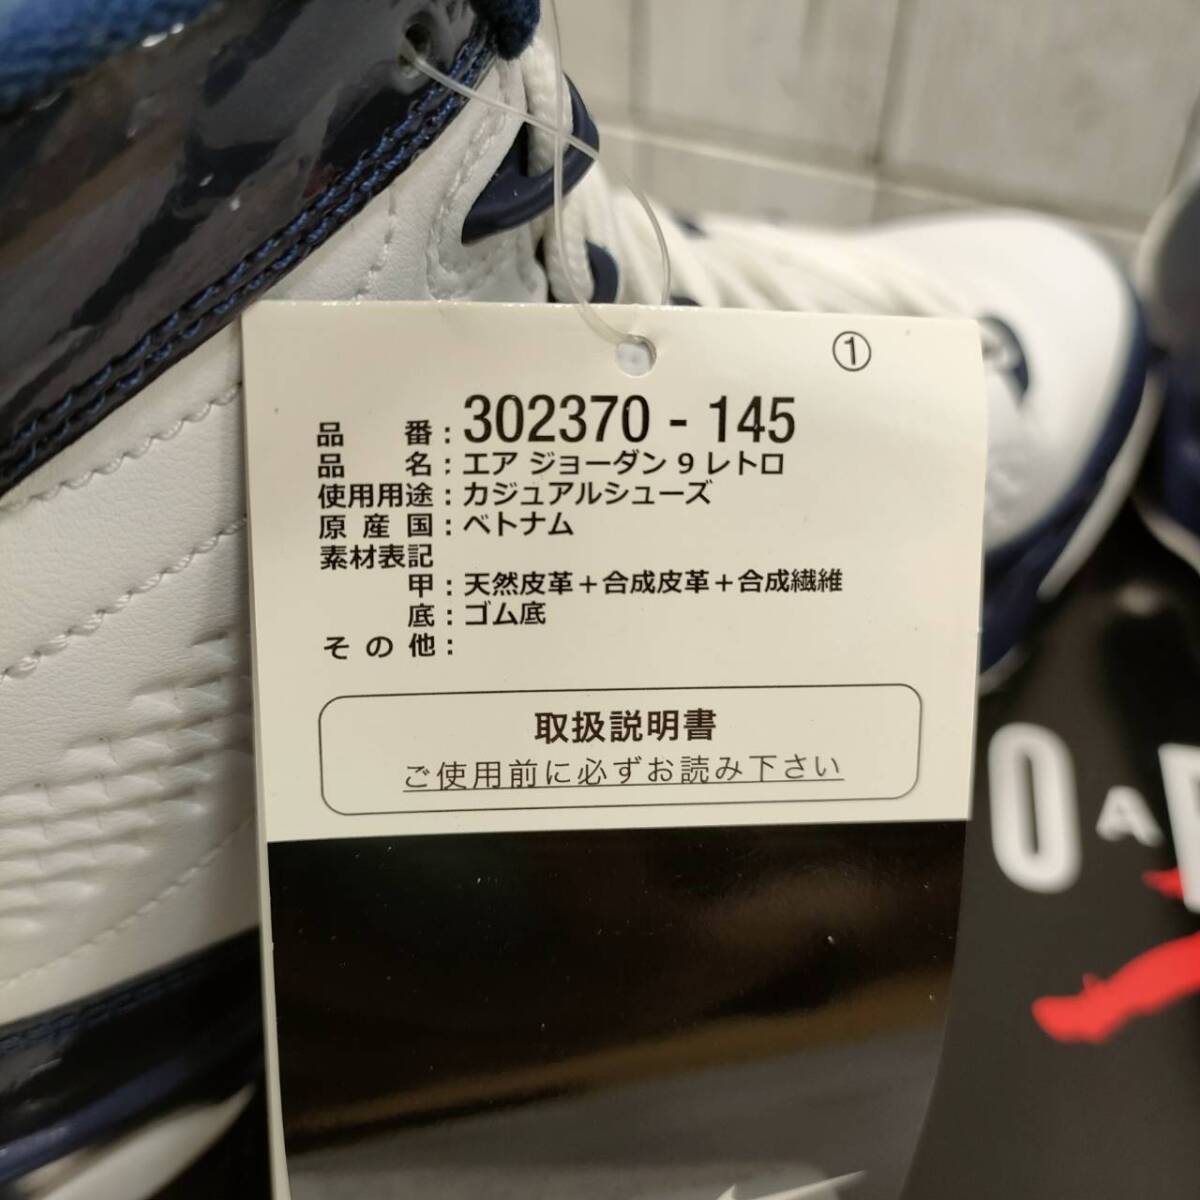 ①
品番：302370 - 145
品名：エア ジョーダン 9 レトロ
使用用途：カジュアルシューズ
原産国：ベトナム
素材表記
甲：天然皮革＋合成皮革＋合成繊維
底：ゴム底
その他：
取扱説明書
ご使用前に必ずお読み下さい